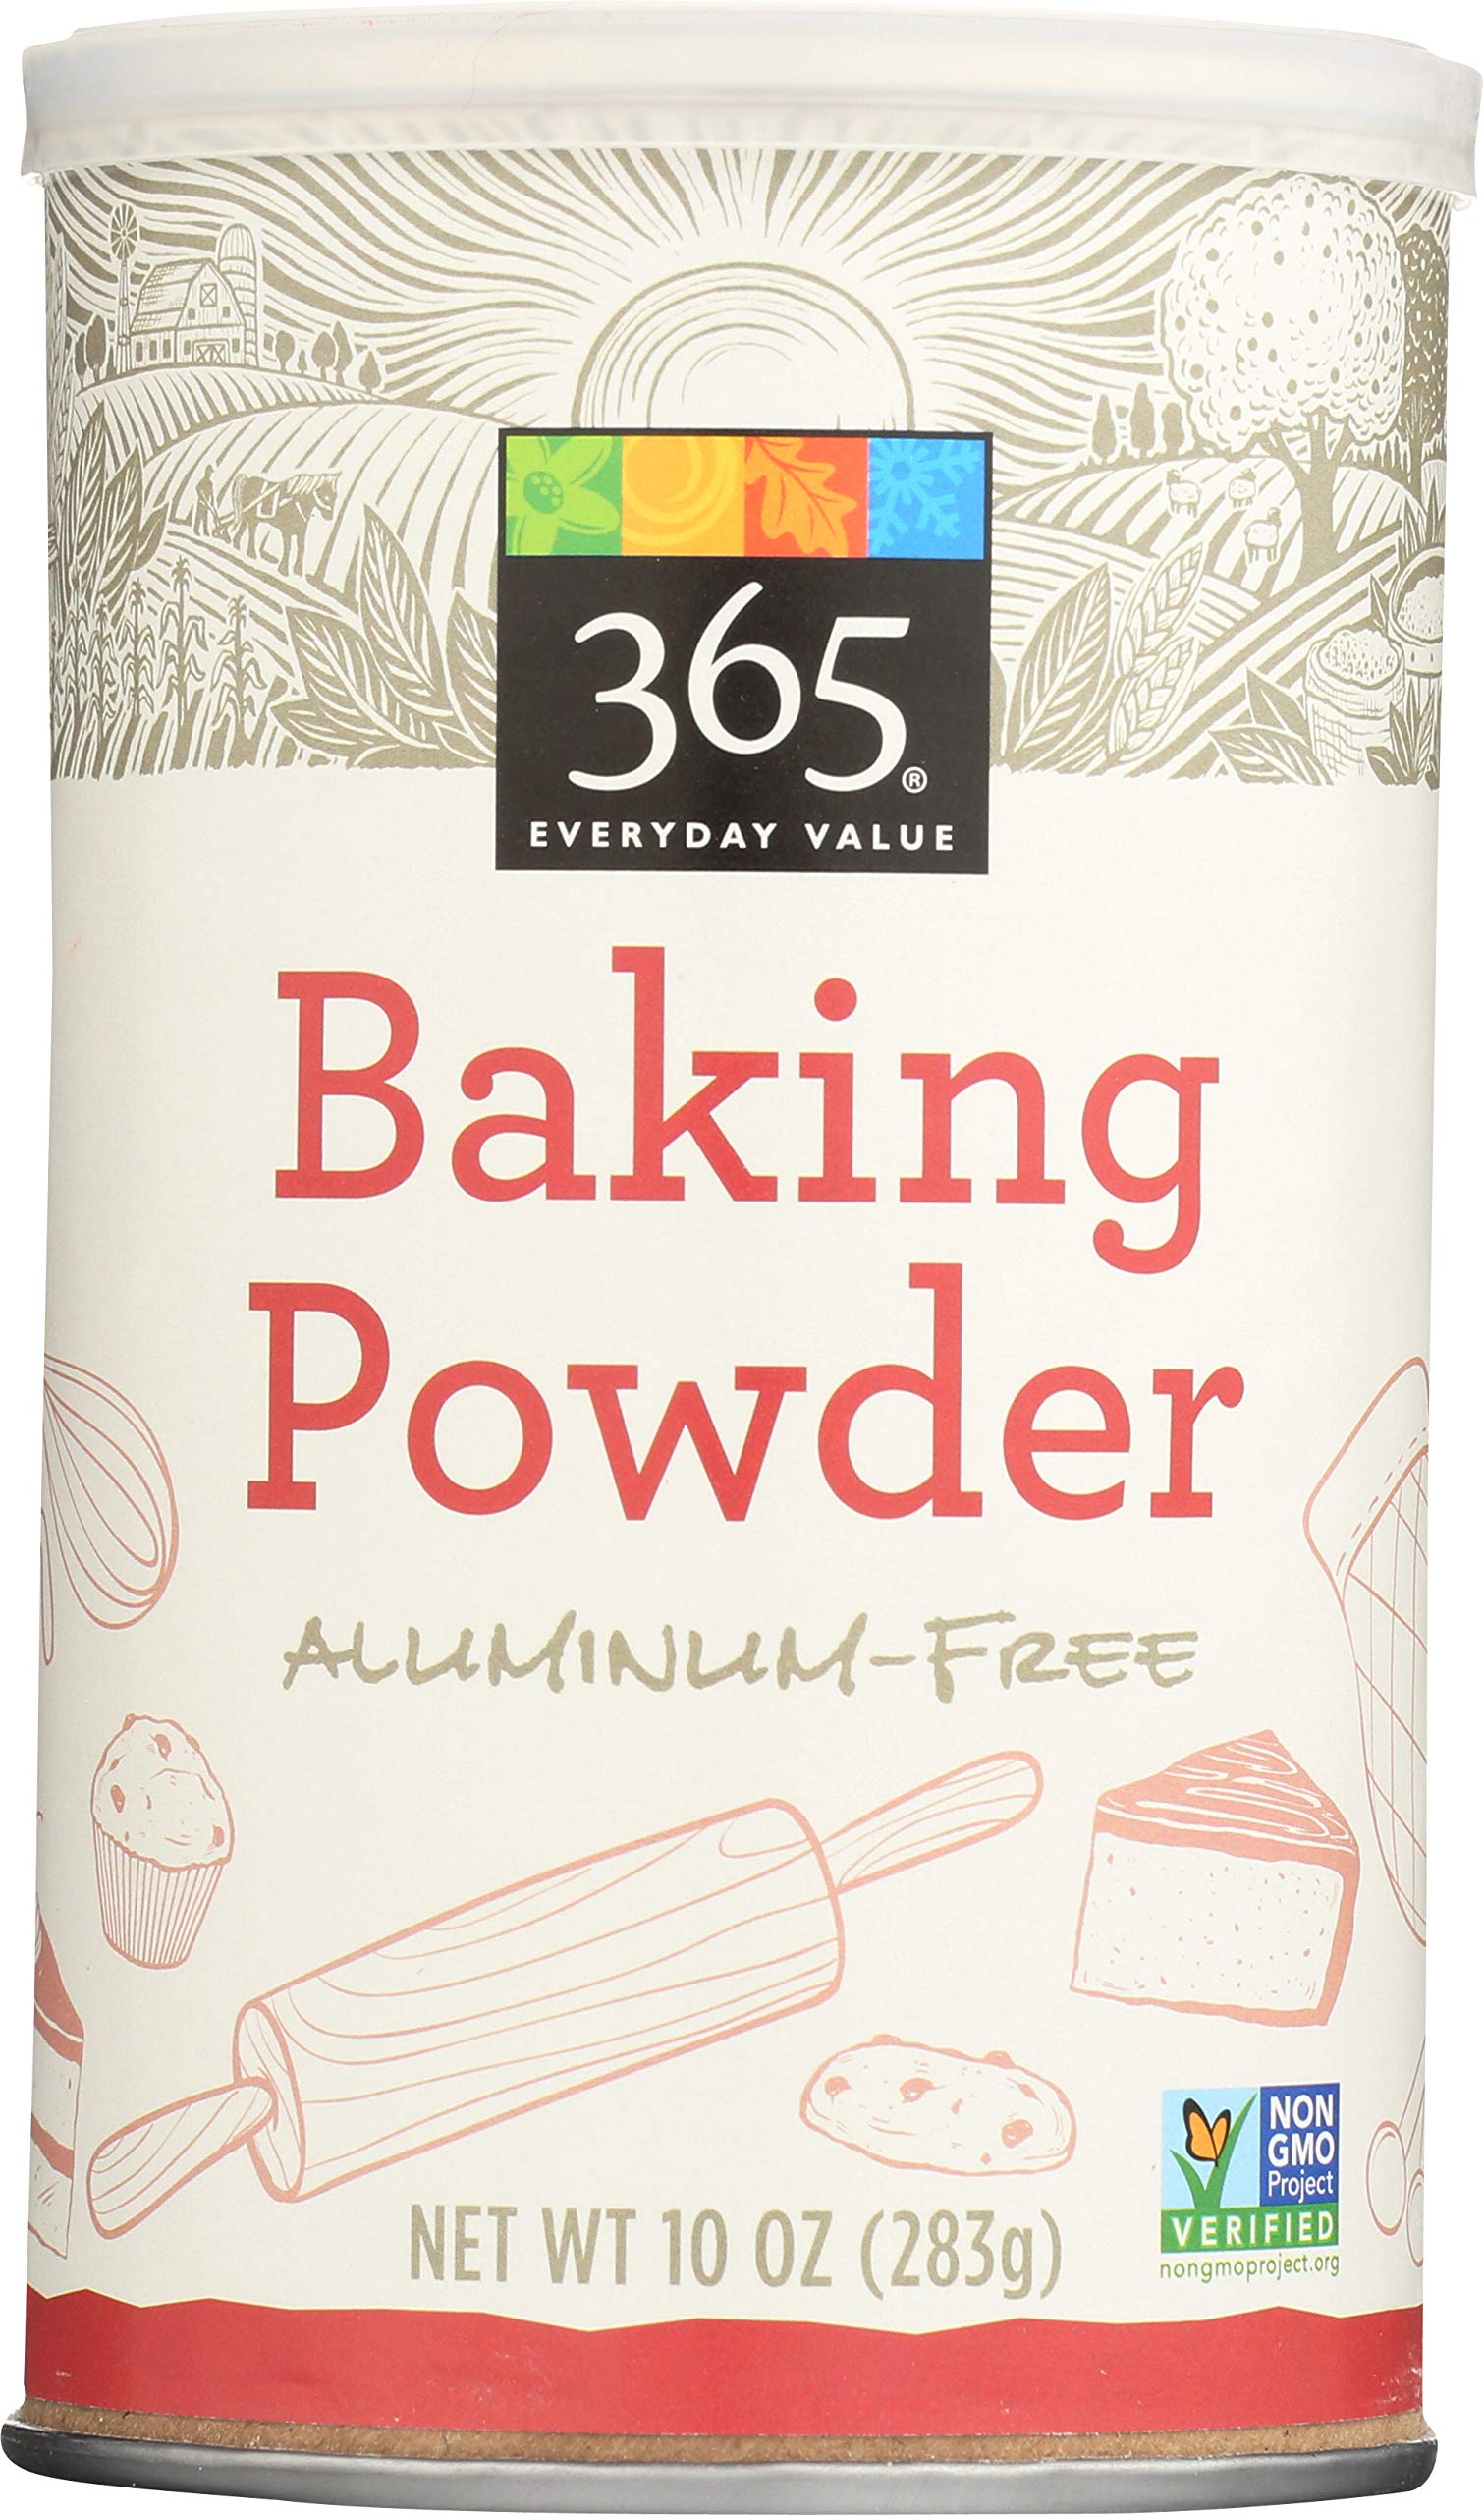 365®
EVERYDAY VALUE
Baking
Powder
ALUMINUM-FREE
NON
GMO
Project
VERIFIED
nongmoproject.org
NET WT 10 OZ (283g)